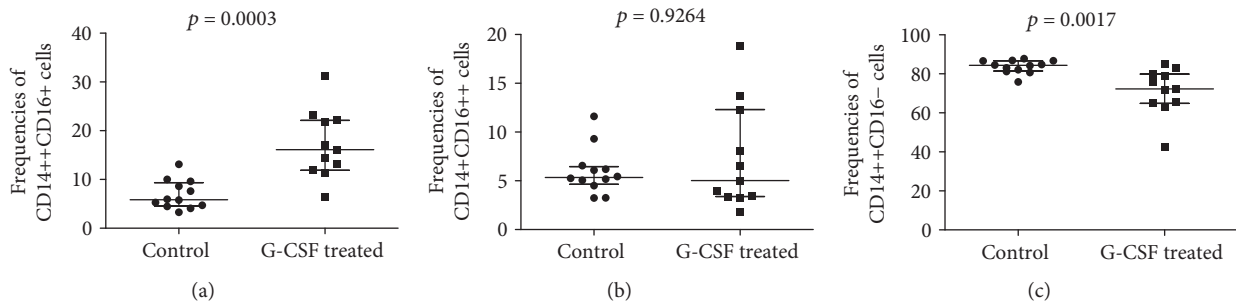 p = 0.0003
Frequencies of
CD14++CD16+ cells
40
30
20
10
0
Control
G-CSF treated
(a)
p = 0.9264
Frequencies of
CD14+CD16++ cells
20
15
10
5
0
Control
G-CSF treated
(b)
p = 0.0017
Frequencies of
CD14++CD16− cells
100
80
60
40
20
0
Control
G-CSF treated
(c)